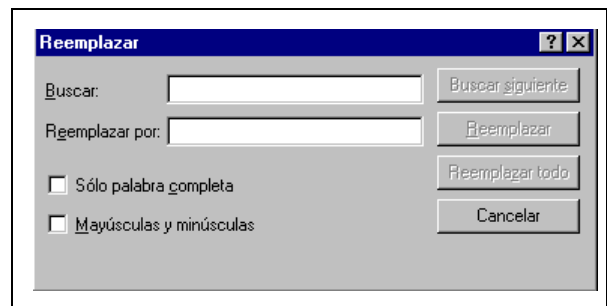 Reemplazar
Buscar:
Buscar siguiente
Reemplazar por:
Reemplazar
Reemplazar todo
Sólo palabra completa
Cancelar
Mayúsculas y minúsculas